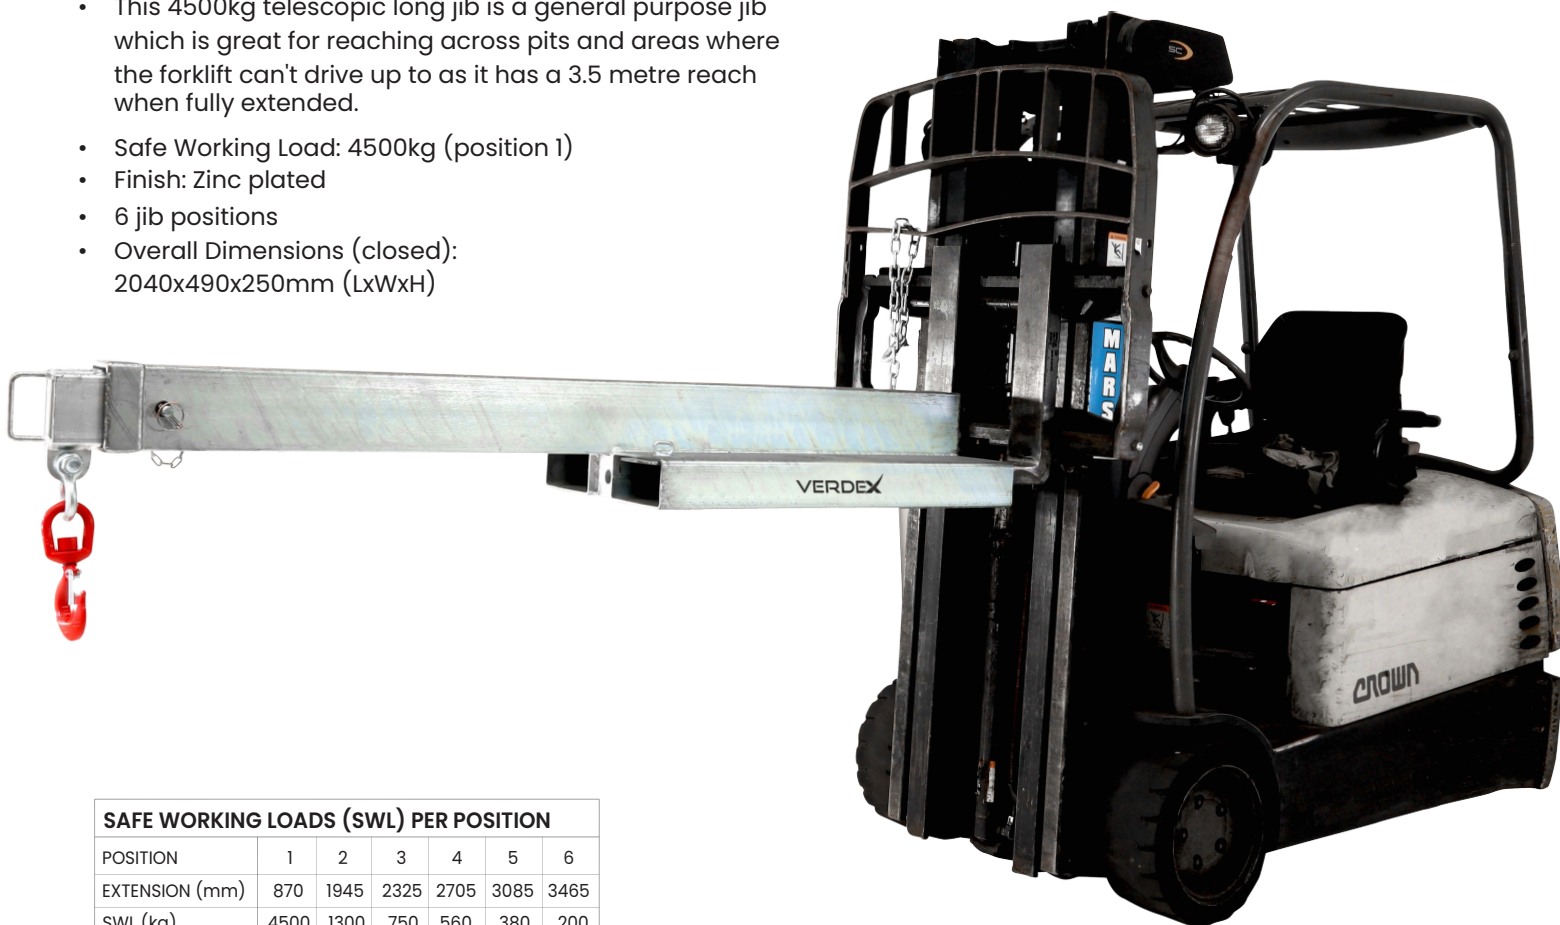 • This 4500kg telescopic long jib is a general purpose jib
which is great for reaching across pits and areas where
the forklift can't drive up to as it has a 3.5 metre reach
when fully extended.
• Safe Working Load: 4500kg (position 1)
• Finish: Zinc plated
• 6 jib positions
• Overall Dimensions (closed):
2040x490x250mm (LxWxH)
SC
MARS
VERDEX
CROWN
SAFE WORKING LOADS (SWL) PER POSITION
POSITION 1 2 3 4 5 6
EXTENSION (mm) 870 1945 2325 2705 3085 3465
SWL (kg) 4500 1300 750 560 380 200